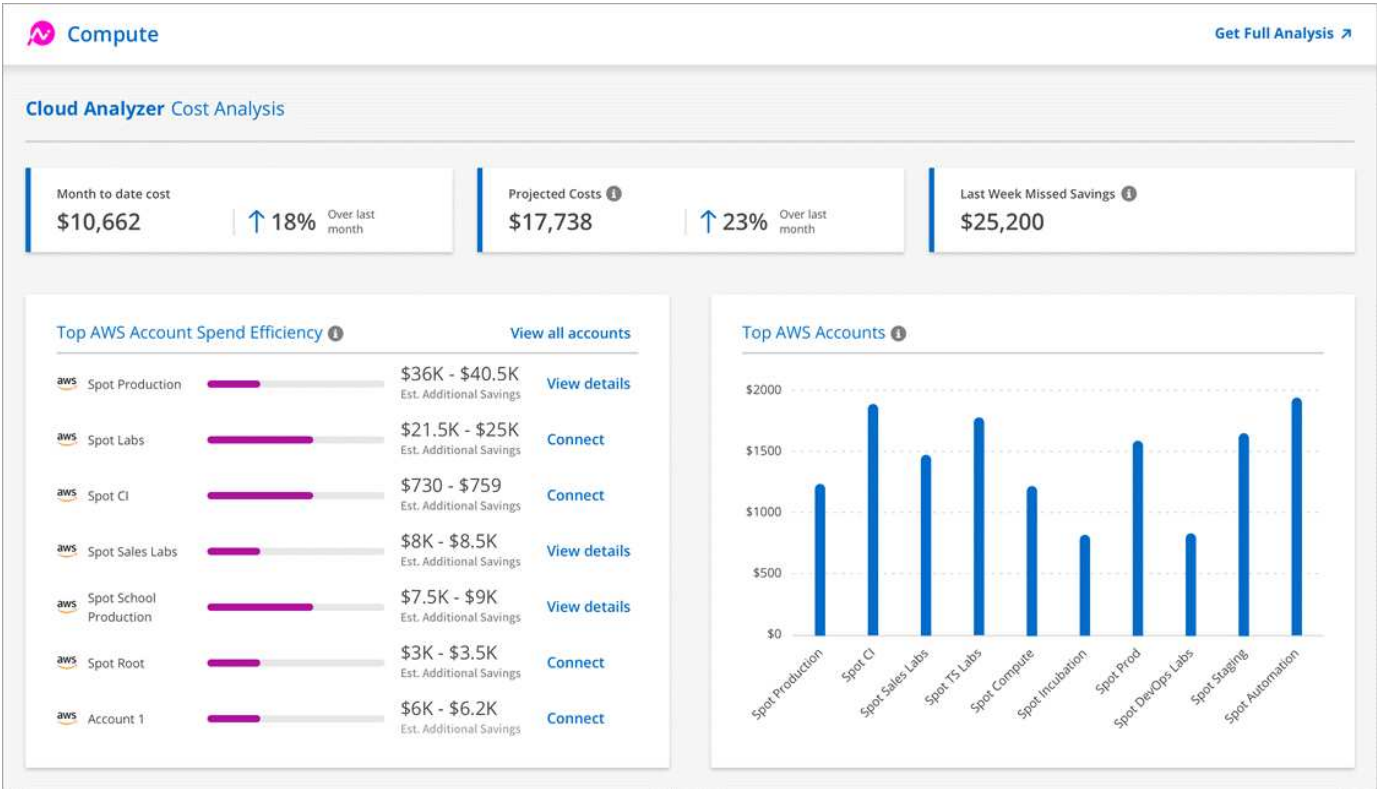 Compute
Get Full Analysis ↗
Cloud Analyzer Cost Analysis
Month to date cost
$10,662
↑ 18% Over last month
Projected Costs
$17,738
↑ 23% Over last month
Last Week Missed Savings
$25,200
Top AWS Account Spend Efficiency
View all accounts
aws Spot Production
$36K - $40.5K
Est. Additional Savings
View details
aws Spot Labs
$21.5K - $25K
Est. Additional Savings
Connect
aws Spot CI
$730 - $759
Est. Additional Savings
Connect
aws Spot Sales Labs
$8K - $8.5K
Est. Additional Savings
View details
aws Spot School
Production
$7.5K - $9K
Est. Additional Savings
View details
aws Spot Root
$3K - $3.5K
Est. Additional Savings
Connect
aws Account 1
$6K - $6.2K
Est. Additional Savings
Connect
Top AWS Accounts
$2000
$1500
$1000
$500
$0
Spot Production
Spot CI
Spot Sales Labs
Spot TS Labs
Spot Compute
Spot Incubation
Spot Prod
Spot DevOps Labs
Spot Staging
Spot Automation